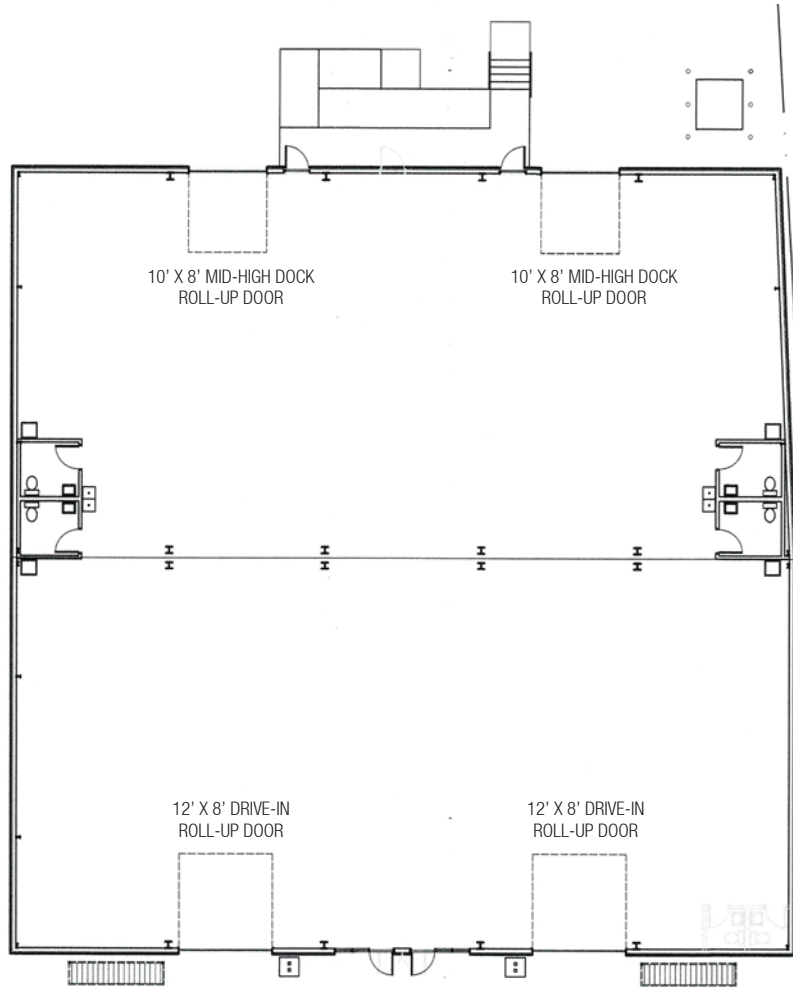 10' X 8' MID-HIGH DOCK
ROLL-UP DOOR
10' X 8' MID-HIGH DOCK
ROLL-UP DOOR
12' X 8' DRIVE-IN
ROLL-UP DOOR
12' X 8' DRIVE-IN
ROLL-UP DOOR